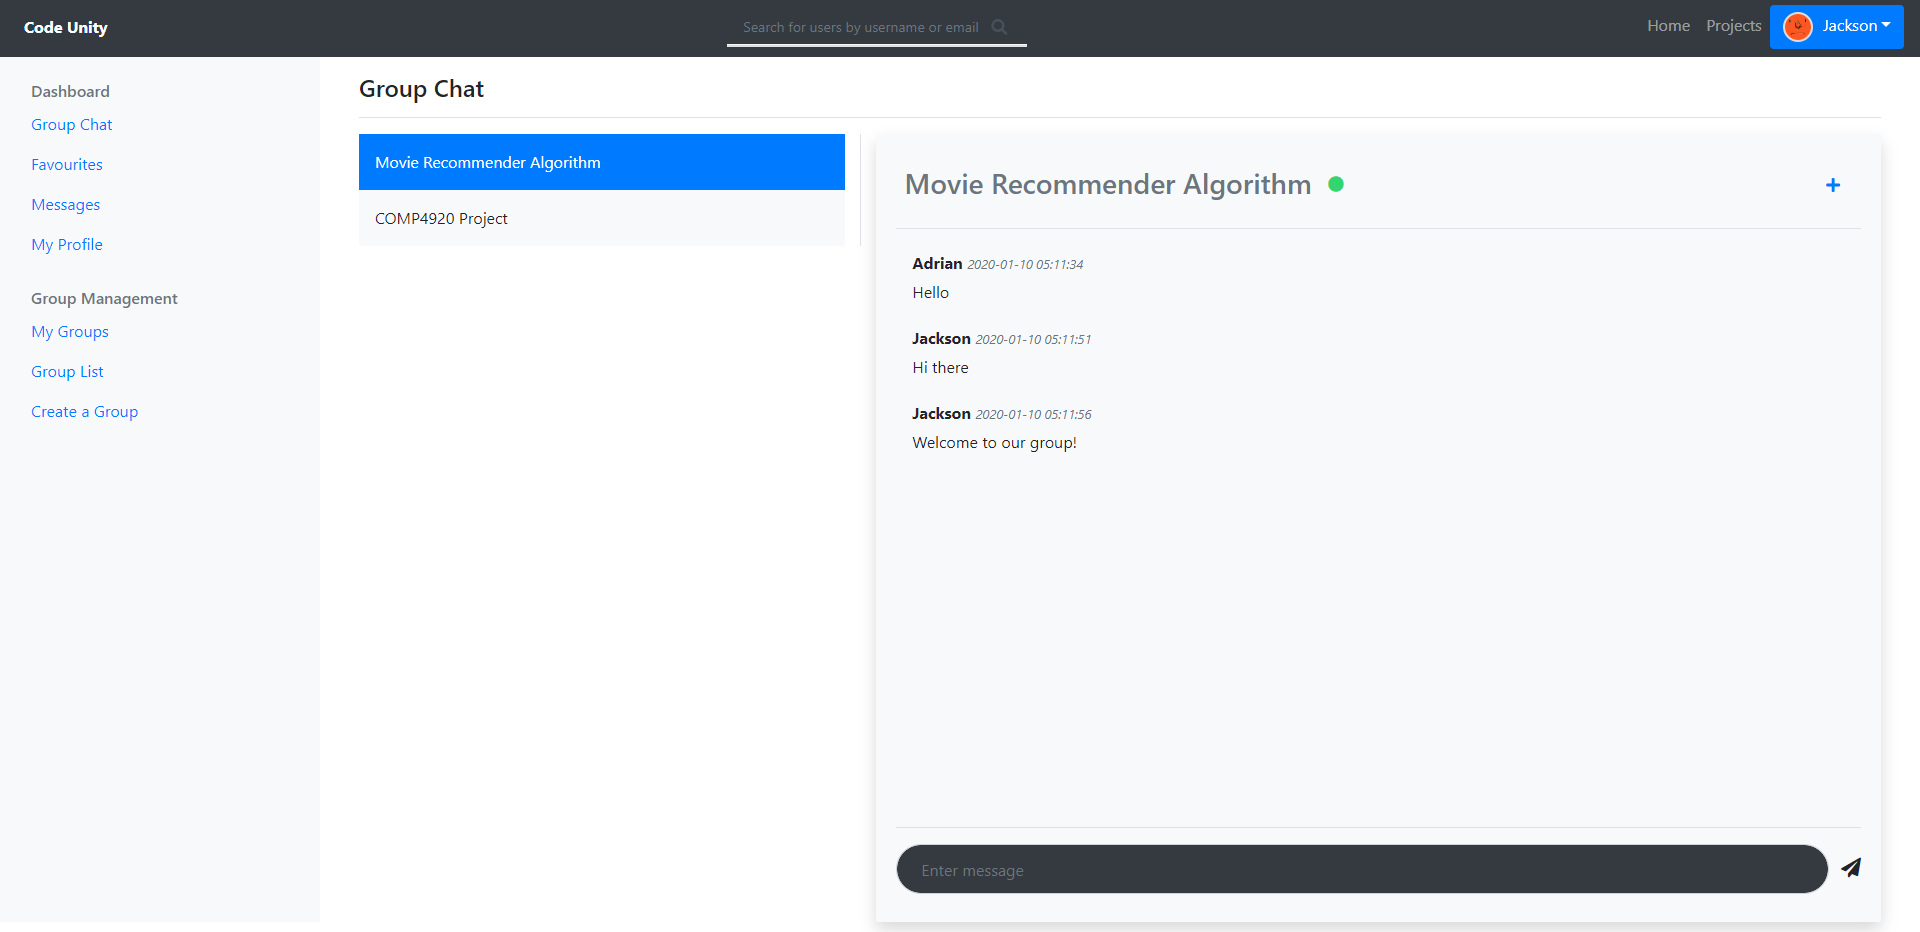 Code Unity
Search for users by username or email
Home
Projects
Jackson
Dashboard
Group Chat
Favourites
Messages
My Profile
Group Management
My Groups
Group List
Create a Group
Group Chat
Movie Recommender Algorithm
COMP4920 Project
Movie Recommender Algorithm
Adrian 2020-01-10 05:11:34
Hello
Jackson 2020-01-10 05:11:51
Hi there
Jackson 2020-01-10 05:11:56
Welcome to our group!
Enter message